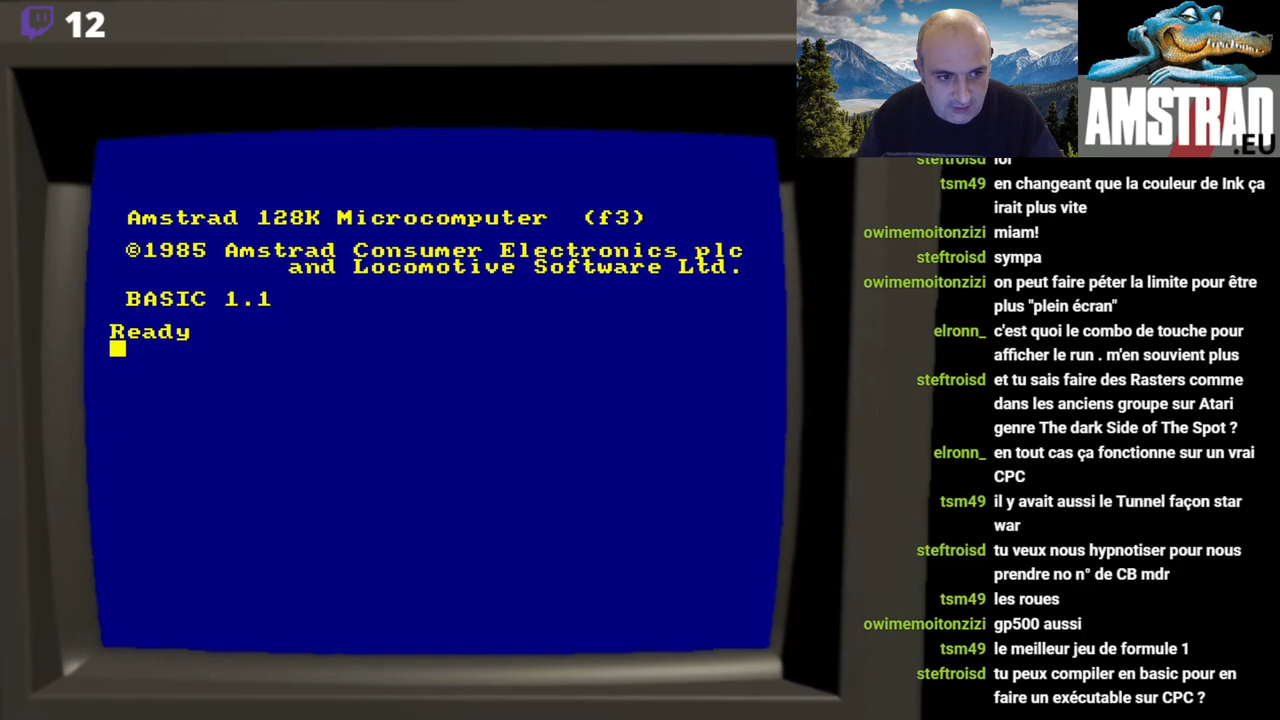 12
Amstrad 128K Microcomputer (f3)
©1985 Amstrad Consumer Electronics plc
and Locomotive Software Ltd.
BASIC 1.1
Ready
AMSTRAD
.EU
steftroisd lol
tsm49 en changeant que la couleur de Ink ça
irait plus vite
owimemoitonzizi miam!
steftroisd sympa
owimemoitonzizi on peut faire péter la limite pour être
plus "plein écran"
elronn_ c'est quoi le combo de touche pour
afficher le run . m'en souvient plus
steftroisd et tu sais faire des Rasters comme
dans les anciens groupe sur Atari
genre The dark Side of The Spot ?
elronn_ en tout cas ça fonctionne sur un vrai
CPC
tsm49 il y avait aussi le Tunnel façon star
war
steftroisd tu veux nous hypnotiser pour nous
prendre no n° de CB mdr
tsm49 les roues
owimemoitonzizi gp500 aussi
tsm49 le meilleur jeu de formule 1
steftroisd tu peux compiler en basic pour en
faire un exécutable sur CPC ?